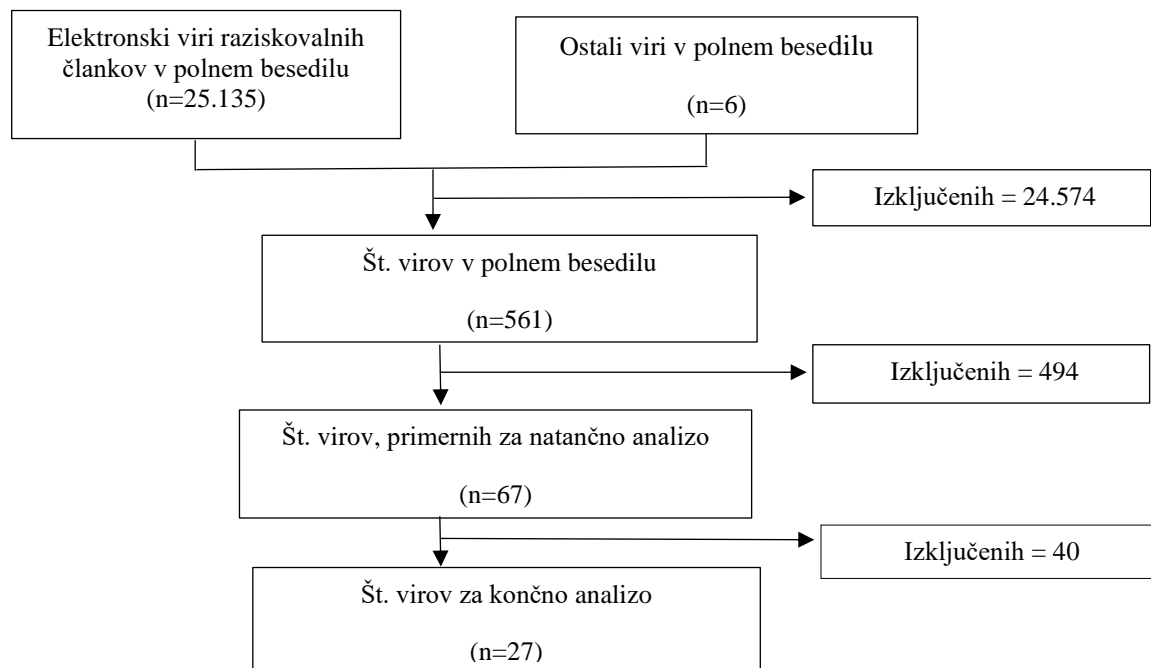 Elektronski viri raziskovalnih
člankov v polnem besedilu
(n=25.135)
Ostali viri v polnem besedilu
(n=6)
Izključenih = 24.574
Št. virov v polnem besedilu
(n=561)
Izključenih = 494
Št. virov, primernih za natančno analizo
(n=67)
Izključenih = 40
Št. virov za končno analizo
(n=27)